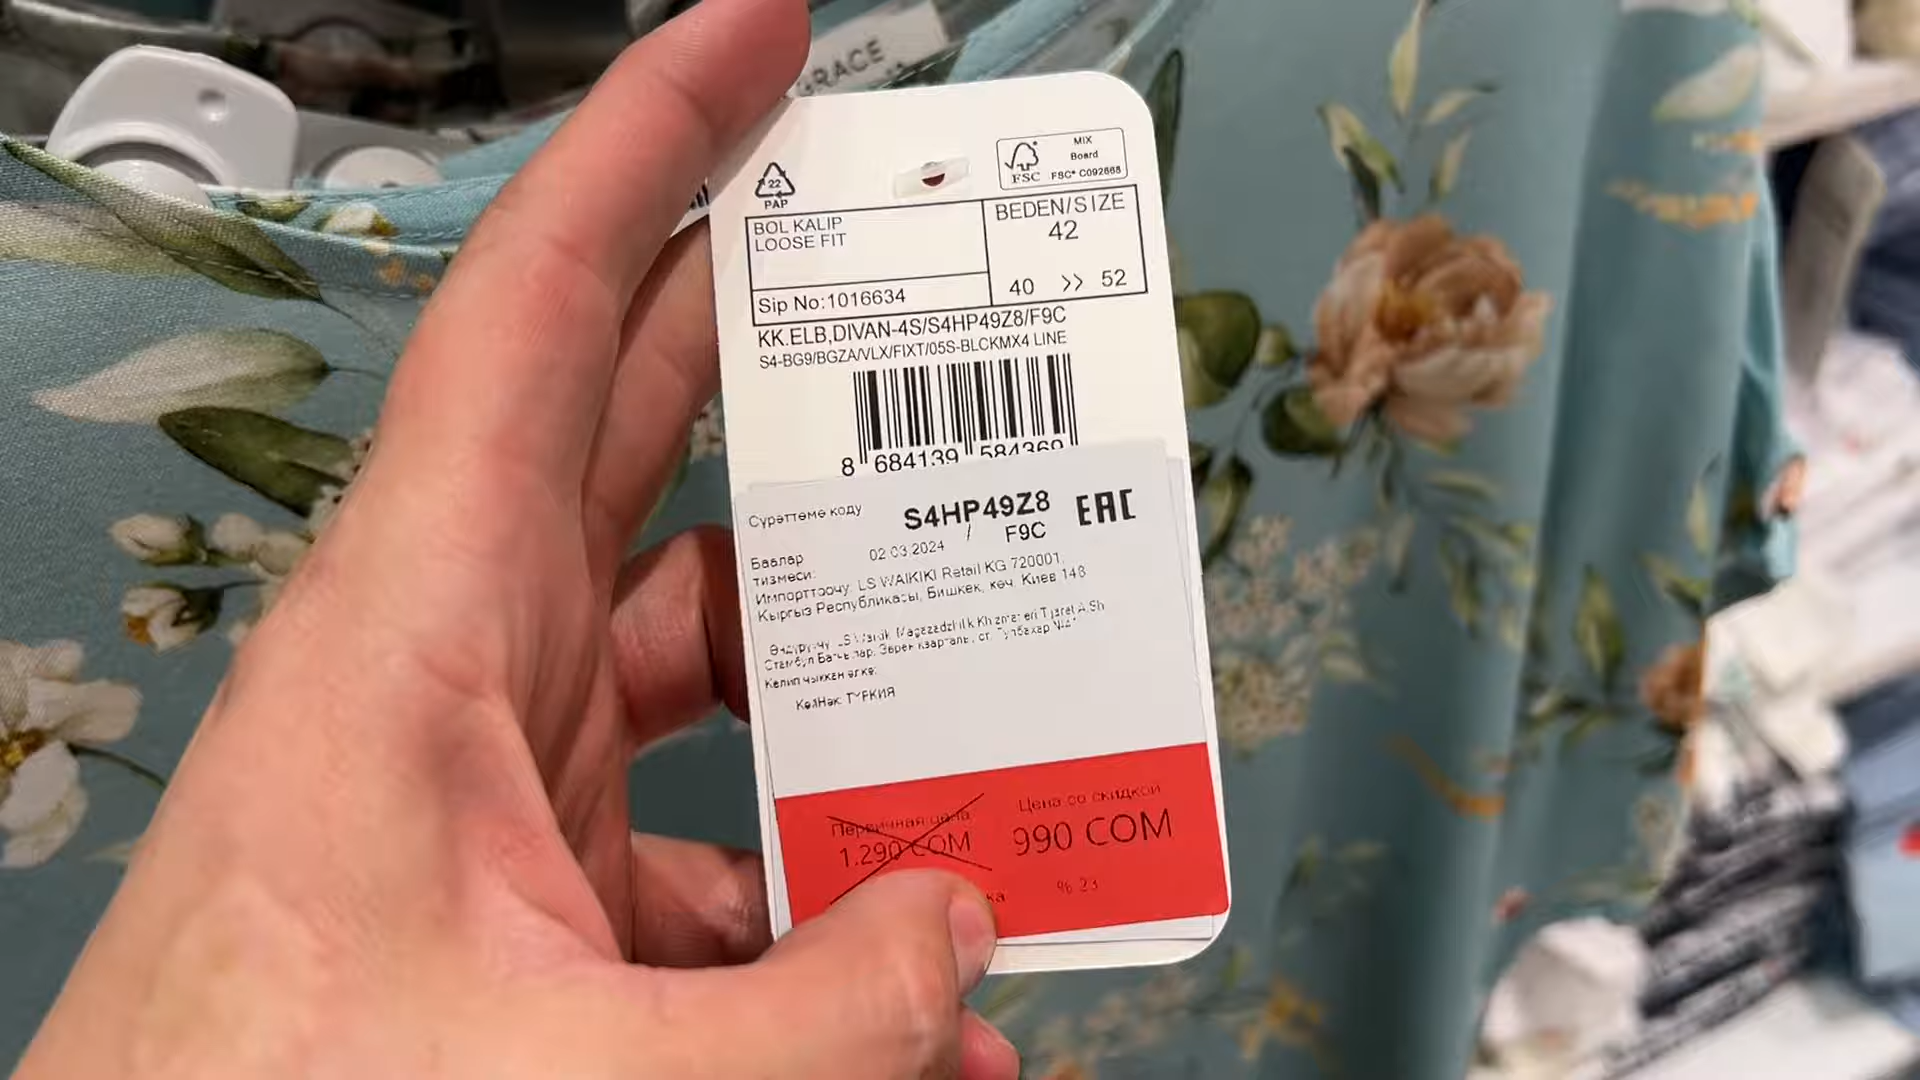 GRACE
22
PAP
MIX
Board
FSC
FSC® C092868
BOL KALIP
LOOSE FIT
BEDEN/SIZE
42
40 >> 52
Sip No:1016634
KK.ELB,DIVAN-4S/S4HP49Z8/F9C
S4-BG9/BGZA/VLX/FIXT/05S-BLCKMX4 LINE
8 684139 584369
Сүрөттөмө коду
S4HP49Z8 EAC
/ F9C
Баалар
тизмеси:
02.03.2024
Импорттоочу: LS WAIKIKI Retail KG 720001,
Кыргыз Республикасы, Бишкек, көч. Киев 148
Келип чыккан өлкө:
ТУРКИЯ
Первичная цена
1.290 СОМ
Цена со скидкой
990 СОМ
% 23